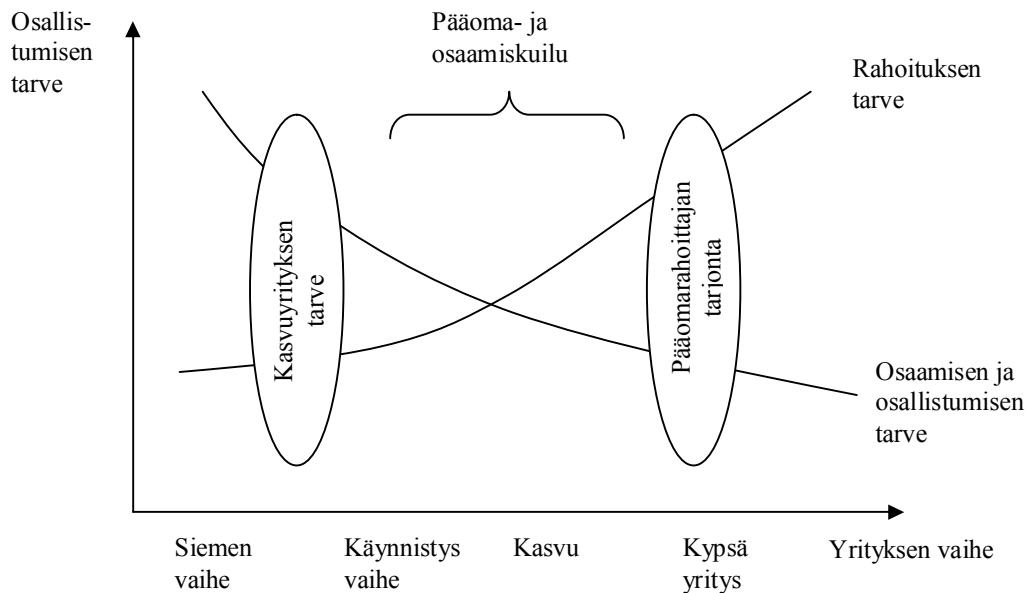 Osallis-
tumisen
tarve
Pääoma- ja
osaamiskuilu
Rahoituksen
tarve
Kasvuyrityksen
tarve
Pääomarahoittajan
tarjonta
Osaamisen ja
osallistumisen
tarve
Siemen
vaihe
Käynnistys
vaihe
Kasvu
Kypsä
yritys
Yrityksen vaihe